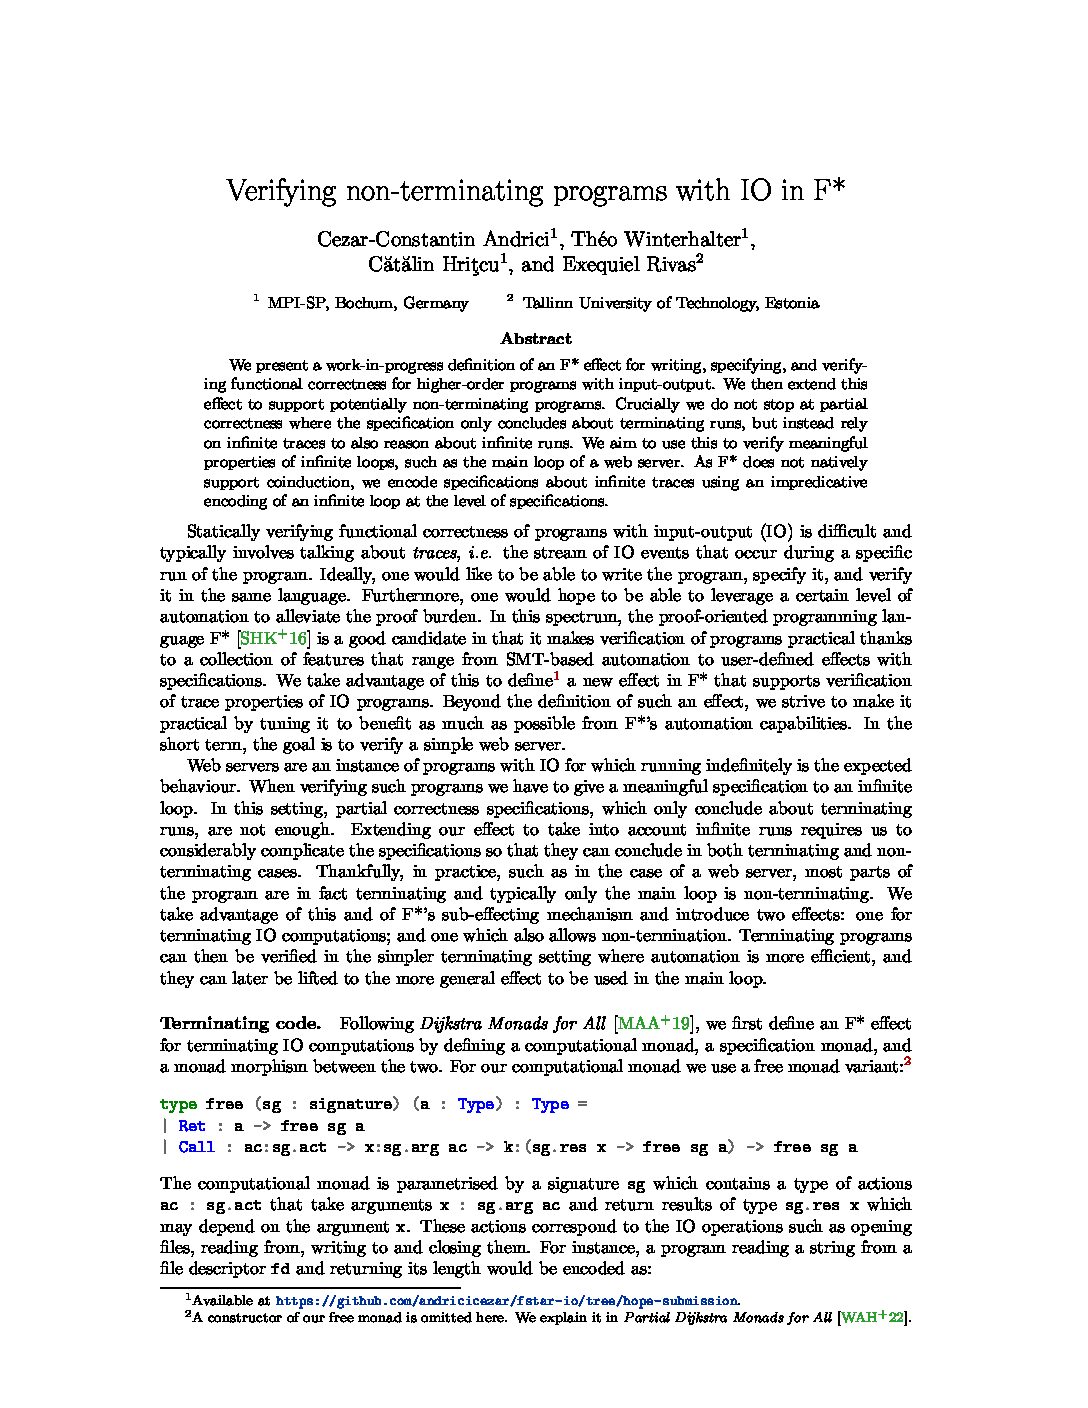 Verifying non-terminating programs with IO in F*
Cezar-Constantin Andrici1, Théo Winterhalter1,
Cătălin Hriţcu1, and Exequiel Rivas2
1 MPI-SP, Bochum, Germany 2 Tallinn University of Technology, Estonia
Abstract
We present a work-in-progress definition of an F* effect for writing, specifying, and verify-
ing functional correctness for higher-order programs with input-output. We then extend this
effect to support potentially non-terminating programs. Crucially we do not stop at partial
correctness where the specification only concludes about terminating runs, but instead rely
on infinite traces to also reason about infinite runs. We aim to use this to verify meaningful
properties of infinite loops, such as the main loop of a web server. As F* does not natively
support coinduction, we encode specifications about infinite traces using an impredicative
encoding of an infinite loop at the level of specifications.
Statically verifying functional correctness of programs with input-output (IO) is difficult and
typically involves talking about traces, i.e. the stream of IO events that occur during a specific
run of the program. Ideally, one would like to be able to write the program, specify it, and verify
it in the same language. Furthermore, one would hope to be able to leverage a certain level of
automation to alleviate the proof burden. In this spectrum, the proof-oriented programming lan-
guage F* [SHK+16] is a good candidate in that it makes verification of programs practical thanks
to a collection of features that range from SMT-based automation to user-defined effects with
specifications. We take advantage of this to define1 a new effect in F* that supports verification
of trace properties of IO programs. Beyond the definition of such an effect, we strive to make it
practical by tuning it to benefit as much as possible from F*'s automation capabilities. In the
short term, the goal is to verify a simple web server.
Web servers are an instance of programs with IO for which running indefinitely is the expected
behaviour. When verifying such programs we have to give a meaningful specification to an infinite
loop. In this setting, partial correctness specifications, which only conclude about terminating
runs, are not enough. Extending our effect to take into account infinite runs requires us to
considerably complicate the specifications so that they can conclude in both terminating and non-
terminating cases. Thankfully, in practice, such as in the case of a web server, most parts of
the program are in fact terminating and typically only the main loop is non-terminating. We
take advantage of this and of F*'s sub-effecting mechanism and introduce two effects: one for
terminating IO computations; and one which also allows non-termination. Terminating programs
can then be verified in the simpler terminating setting where automation is more efficient, and
they can later be lifted to the more general effect to be used in the main loop.
Terminating code. Following Dijkstra Monads for All [MAA+19], we first define an F* effect
for terminating IO computations by defining a computational monad, a specification monad, and
a monad morphism between the two. For our computational monad we use a free monad variant:2
type free (sg : signature) (a : Type) : Type =
| Ret : a -> free sg a
| Call : ac:sg.act -> x:sg.arg ac -> k:(sg.res x -> free sg a) -> free sg a
The computational monad is parametrised by a signature sg which contains a type of actions
ac : sg.act that take arguments x : sg.arg ac and return results of type sg.res x which
may depend on the argument x. These actions correspond to the IO operations such as opening
files, reading from, writing to and closing them. For instance, a program reading a string from a
file descriptor fd and returning its length would be encoded as:
1Available at https://github.com/andricicezar/fstar-io/tree/hope-submission.
2A constructor of our free monad is omitted here. We explain it in Partial Dijkstra Monads for All [WAH+22].